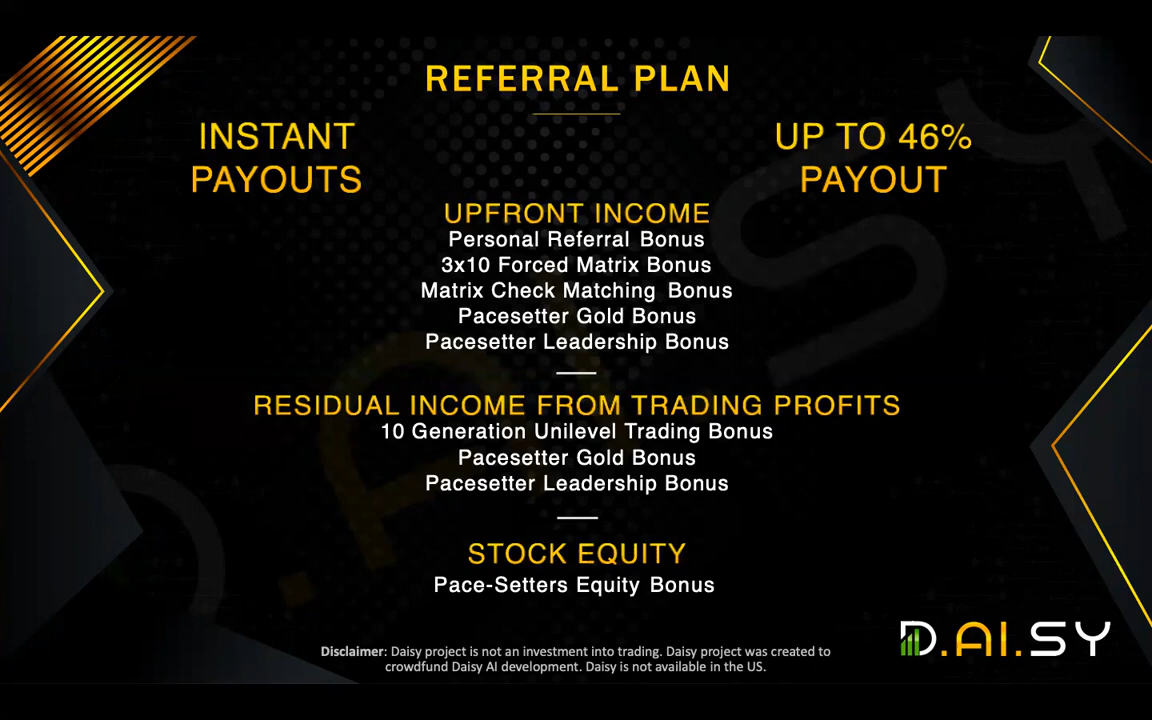 REFERRAL PLAN
INSTANT
PAYOUTS
UP TO 46%
PAYOUT
UPFRONT INCOME
Personal Referral Bonus
3x10 Forced Matrix Bonus
Matrix Check Matching Bonus
Pacesetter Gold Bonus
Pacesetter Leadership Bonus
RESIDUAL INCOME FROM TRADING PROFITS
10 Generation Unilevel Trading Bonus
Pacesetter Gold Bonus
Pacesetter Leadership Bonus
STOCK EQUITY
Pace-Setters Equity Bonus
Disclaimer: Daisy project is not an investment into trading. Daisy project was created to
crowdfund Daisy AI development. Daisy is not available in the US.
D.AI.SY